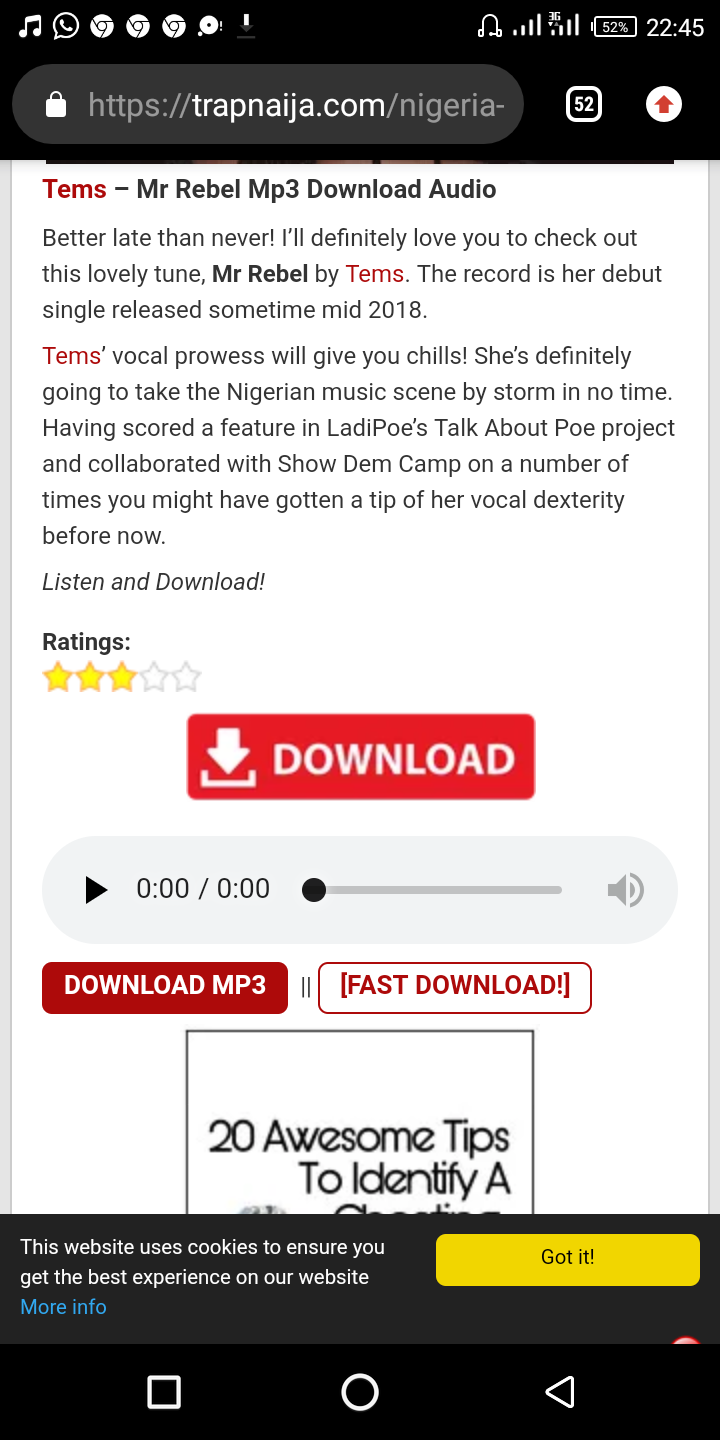 3G
52%
22:45
https://trapnaija.com/nigeria-
52
Tems – Mr Rebel Mp3 Download Audio
Better late than never! I’ll definitely love you to check out
this lovely tune, Mr Rebel by Tems. The record is her debut
single released sometime mid 2018.
Tems’ vocal prowess will give you chills! She’s definitely
going to take the Nigerian music scene by storm in no time.
Having scored a feature in LadiPoe’s Talk About Poe project
and collaborated with Show Dem Camp on a number of
times you might have gotten a tip of her vocal dexterity
before now.
Listen and Download!
Ratings:
DOWNLOAD
0:00 / 0:00
DOWNLOAD MP3 || [FAST DOWNLOAD!]
20 Awesome Tips
To Identify A
Cheating
This website uses cookies to ensure you
get the best experience on our website
More info
Got it!